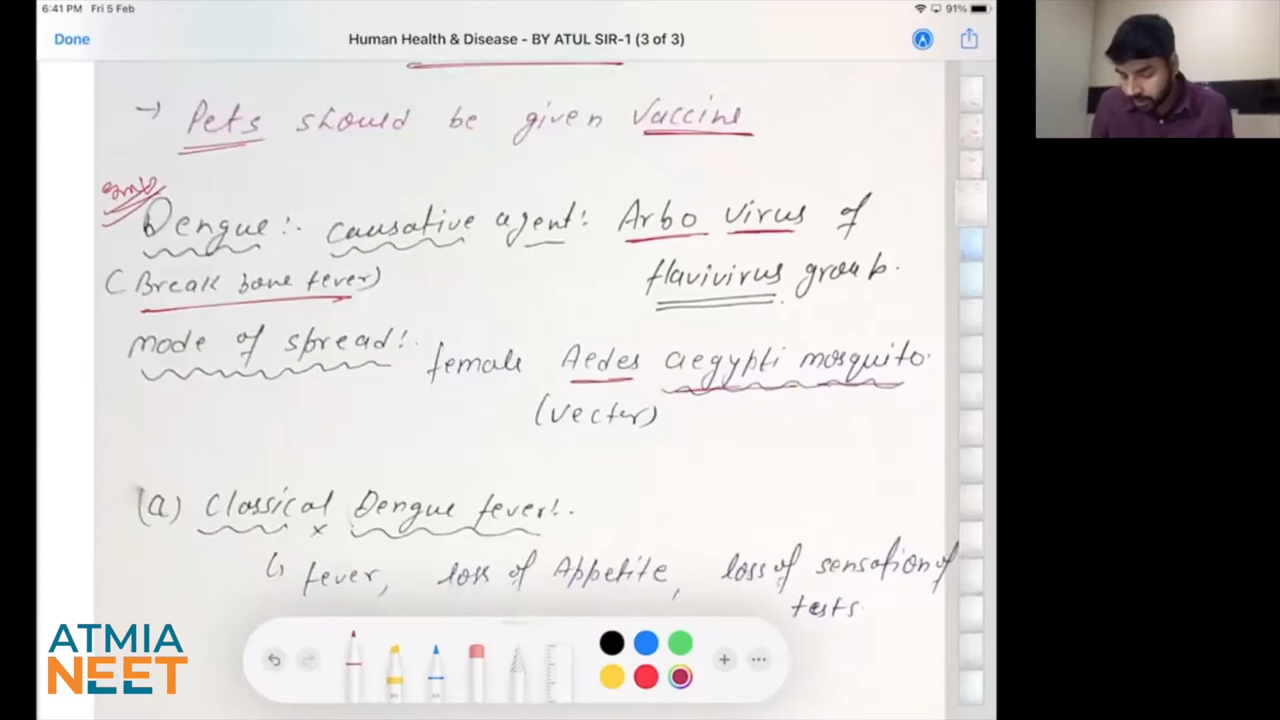 6:41 PM Fri 5 Feb
91%
Done
Human Health & Disease - BY ATUL SIR-1 (3 of 3)
→ Pets should be given vaccine
Dengue:. causative agent: Arbo virus of
(Break bone fever)
flavivirus group.
mode of spread:.
female Aedes aegypti mosquito.
(vector)
(a) Classical Dengue fever:.
↳ fever, loss of Appetite, loss of sensation of
tests.
ATMIA
NEET